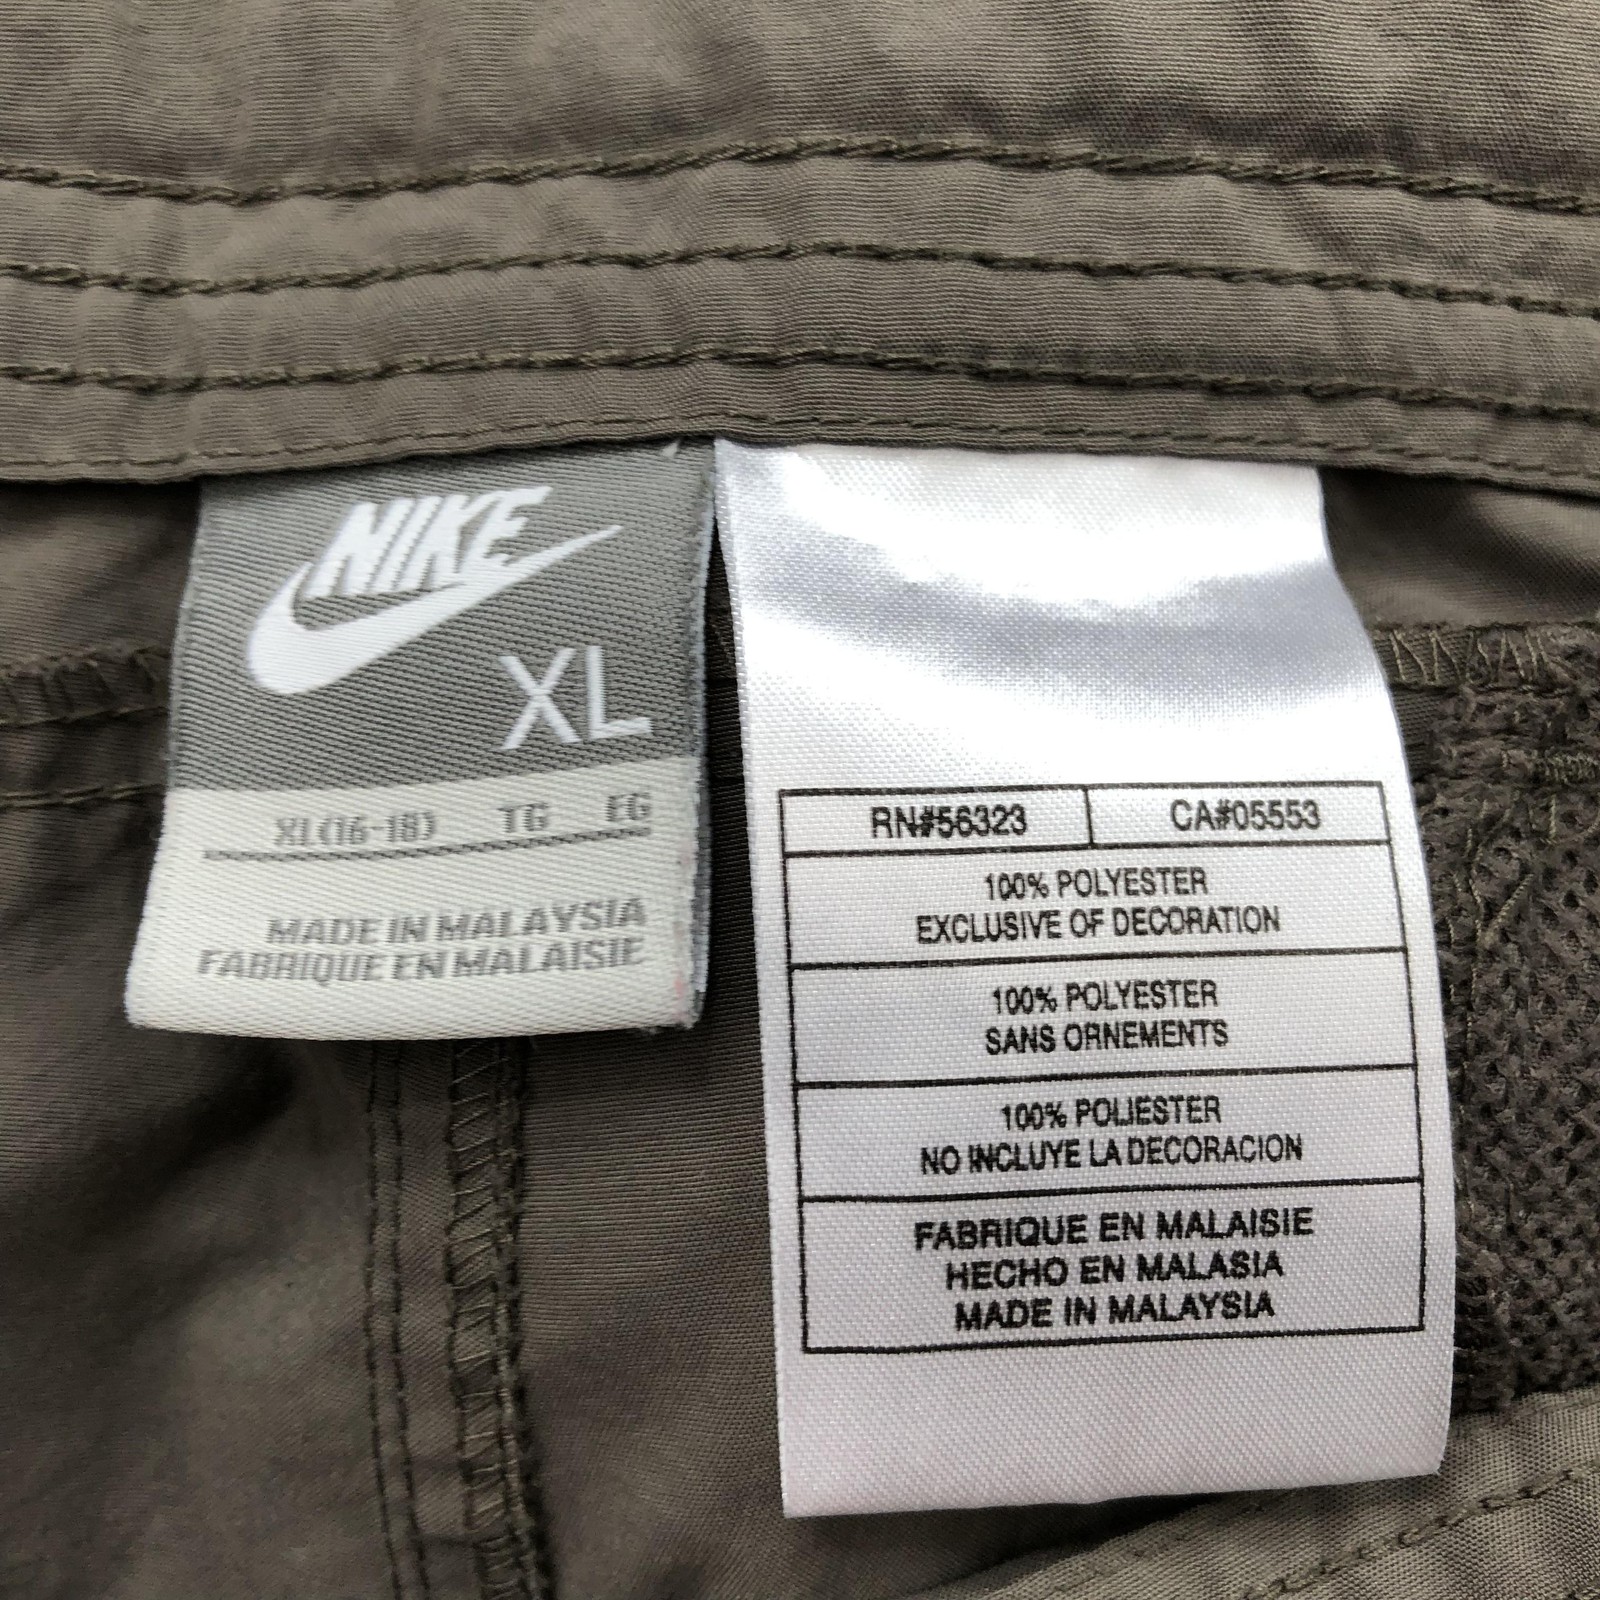 NIKE
XL
XL(16-18) TG EG
MADE IN MALAYSIA
FABRIQUE EN MALAISIE
RN#56323 CA#05553
100% POLYESTER
EXCLUSIVE OF DECORATION
100% POLYESTER
SANS ORNEMENTS
100% POLIESTER
NO INCLUYE LA DECORACION
FABRIQUE EN MALAISIE
HECHO EN MALASIA
MADE IN MALAYSIA